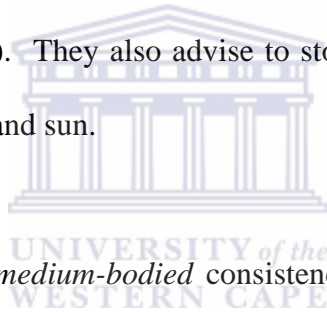 ). They also advise to sto
and sun.
UNIVERSITY of the
medium-bodied consistenc
WESTERN CAPE